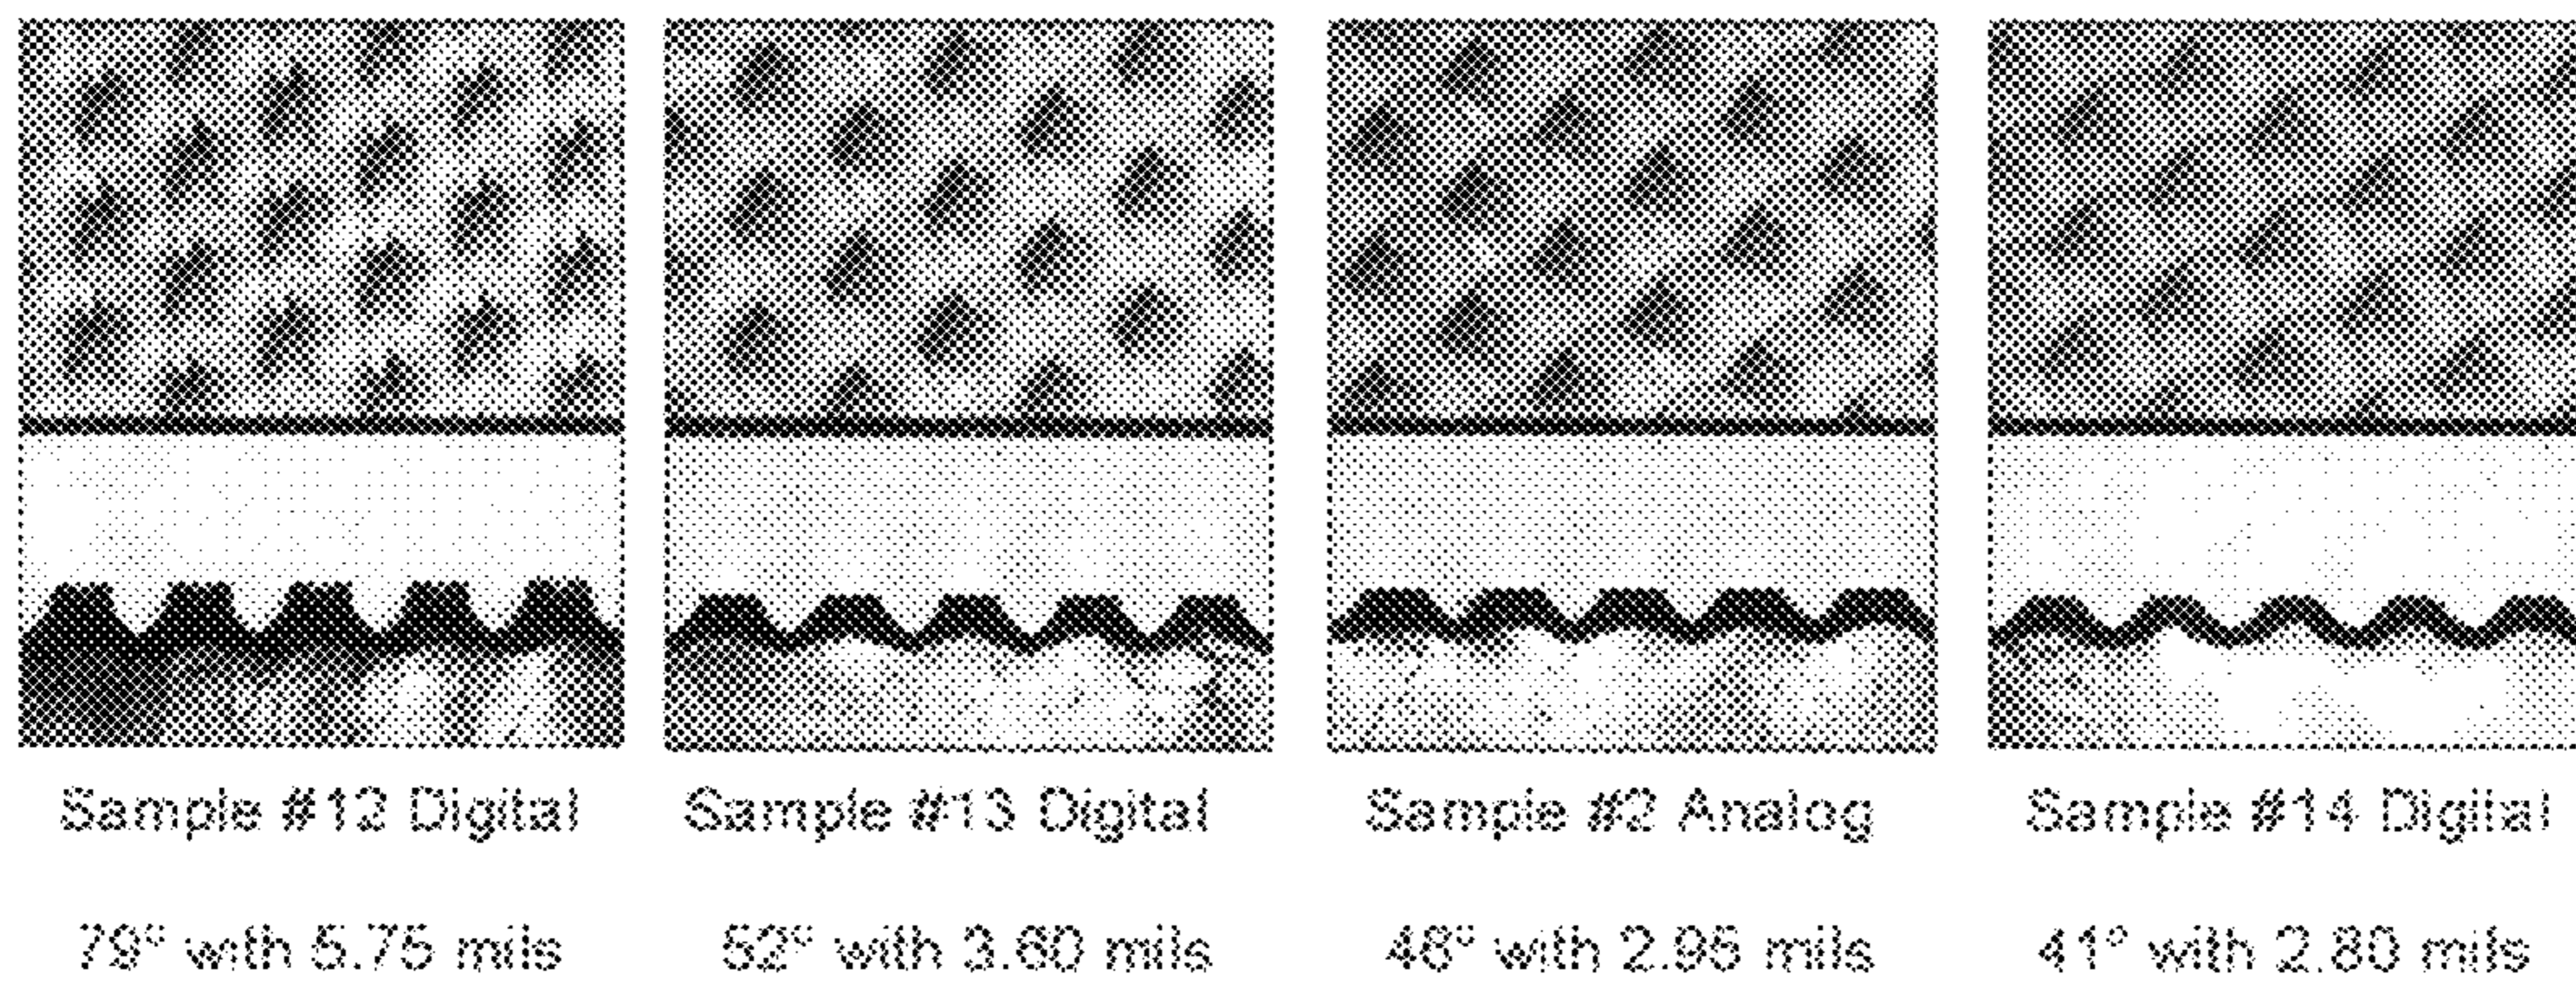 Sample #12 Digital
79° with 5.75 mils
Sample #13 Digital
52° with 3.60 mils
Sample #2 Analog
46° with 2.95 mils
Sample #14 Digital
41° with 2.80 mils